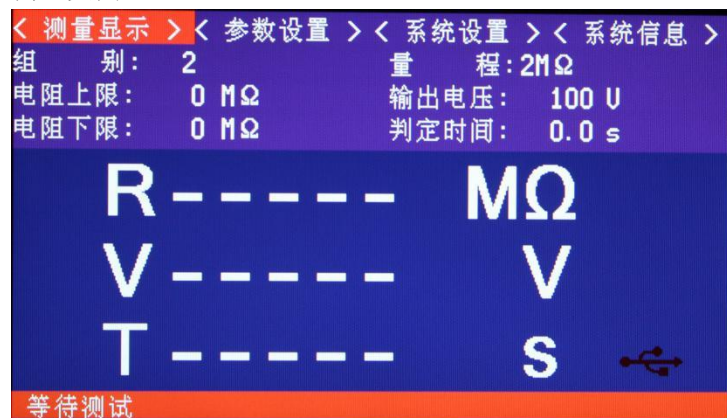 < 测量显示 > < 参数设置 > < 系统设置 > < 系统信息 >
组 别: 2 量 程:2MΩ
电阻上限: 0 MΩ 输出电压: 100 V
电阻下限: 0 MΩ 判定时间: 0.0 s
R ----- MΩ
V ----- V
T ----- s
等待测试